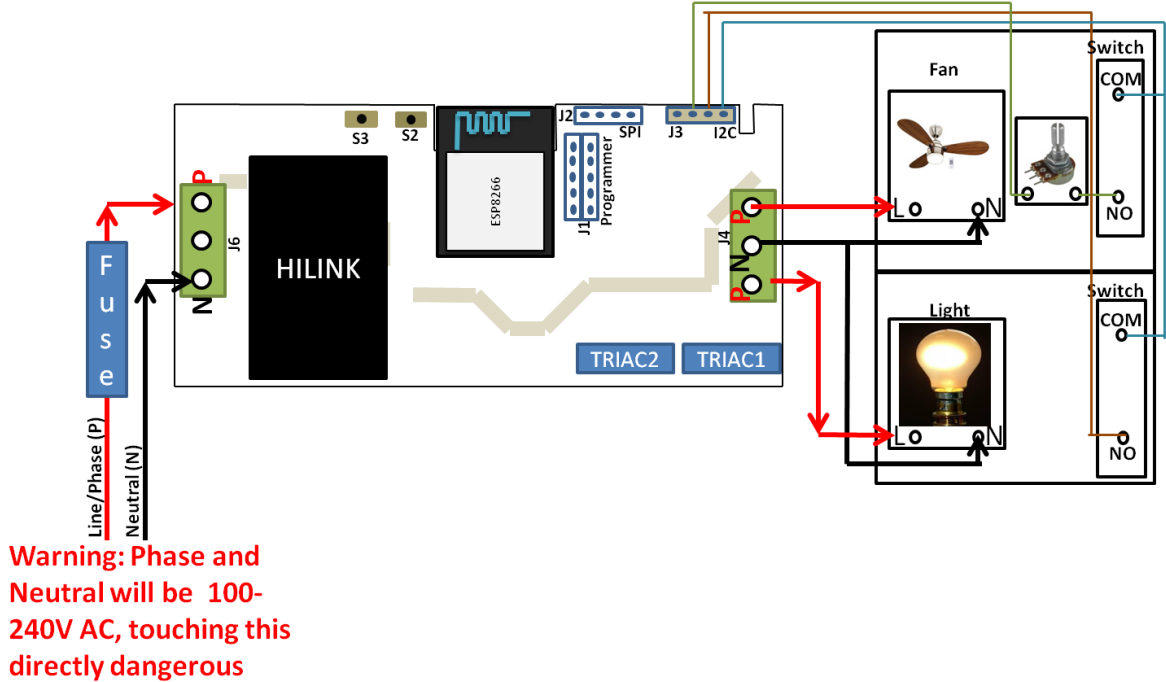 Switch
Fan
COM
J2
SPI
J3
I2C
S3
S2
P
ESP8266
Programmer
J1
P
L
N
NO
J6
J4
N
F
u
s
e
HILINK
N
P
Switch
Light
COM
TRIAC2
TRIAC1
L
N
NO
Line/Phase (P)
Neutral (N)
Warning: Phase and
Neutral will be 100-
240V AC, touching this
directly dangerous